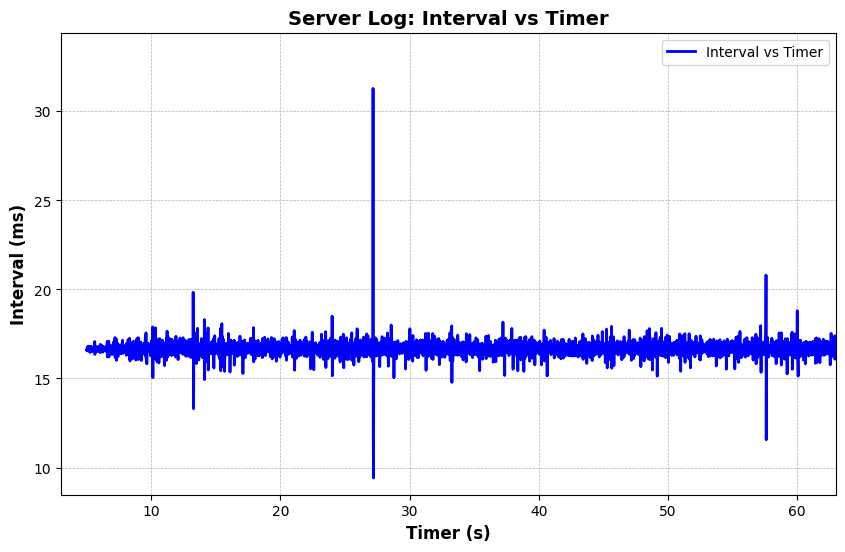 Server Log: Interval vs Timer
Interval vs Timer
30
25
20
15
10
Interval (ms)
10 20 30 40 50 60
Timer (s)